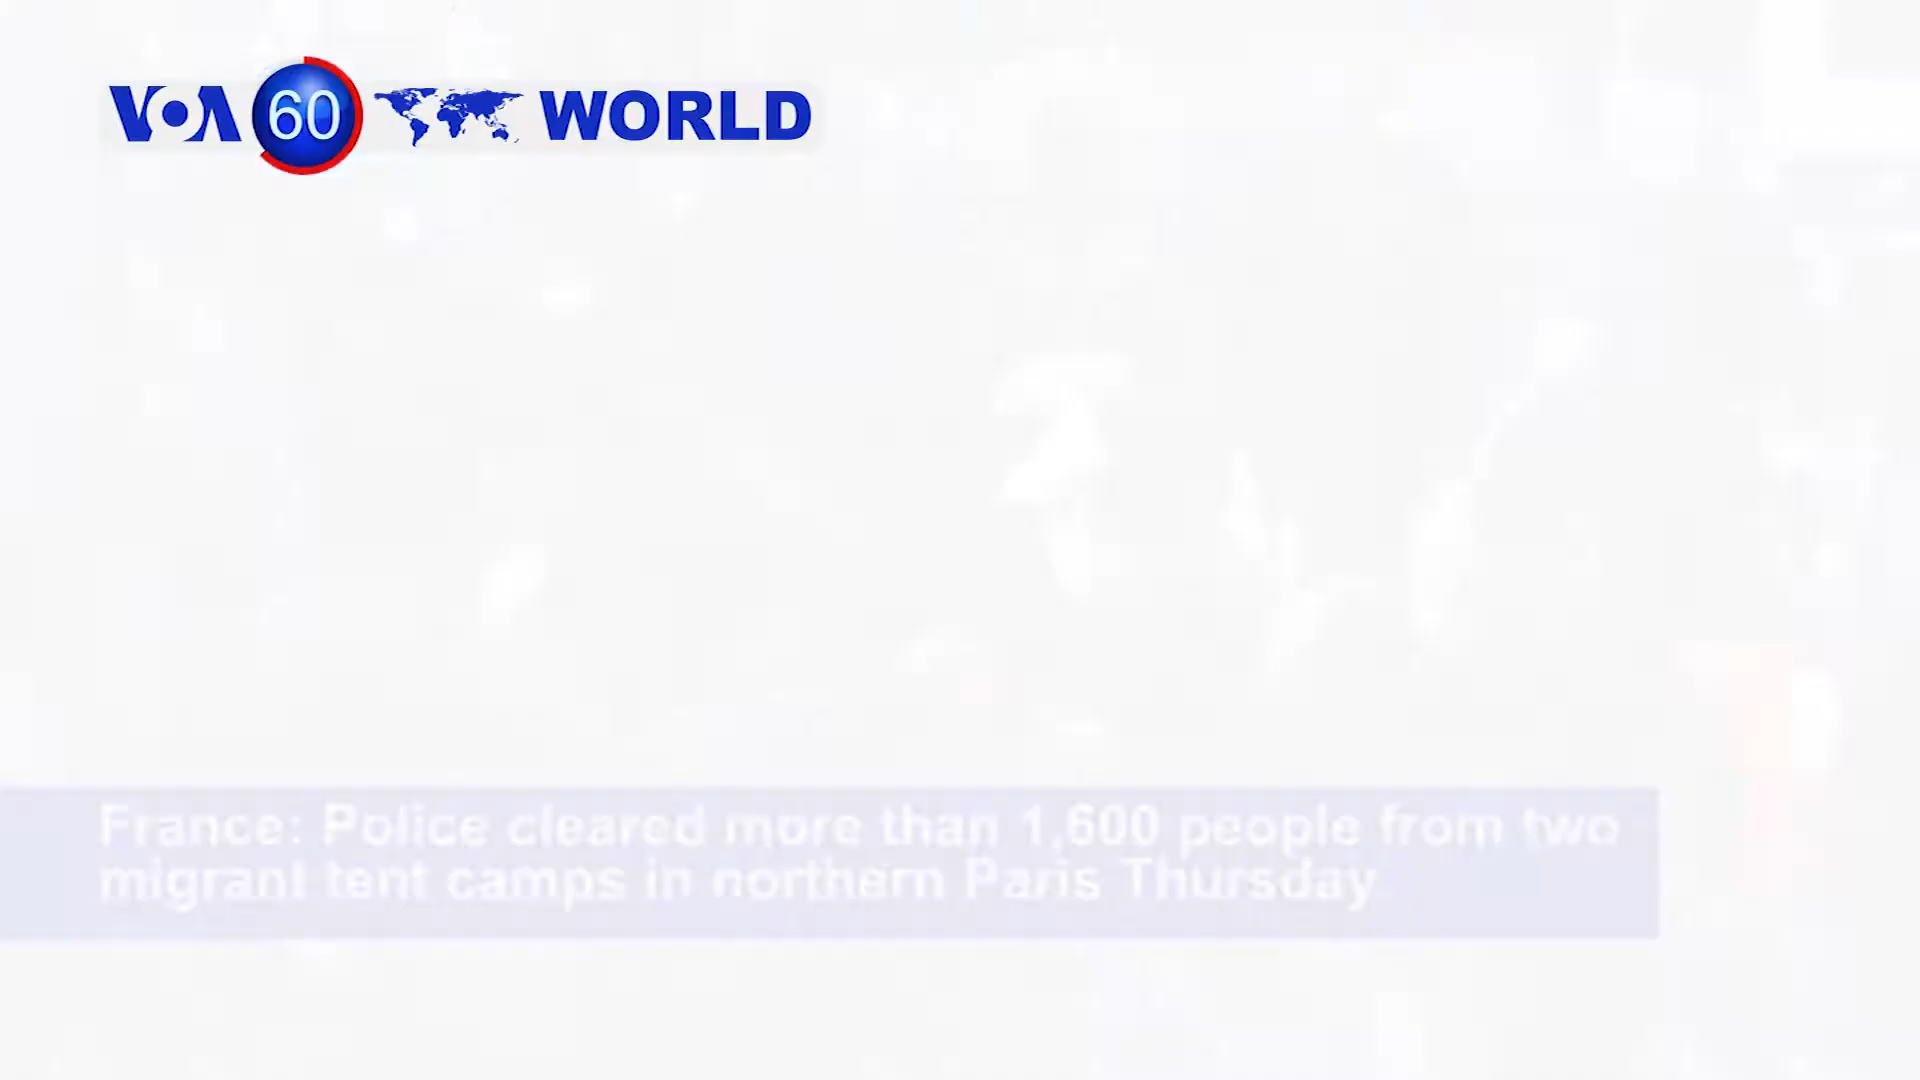 VOA 60 WORLD
France: Police cleared more than 1,600 people from two
migrant tent camps in northern Paris Thursday